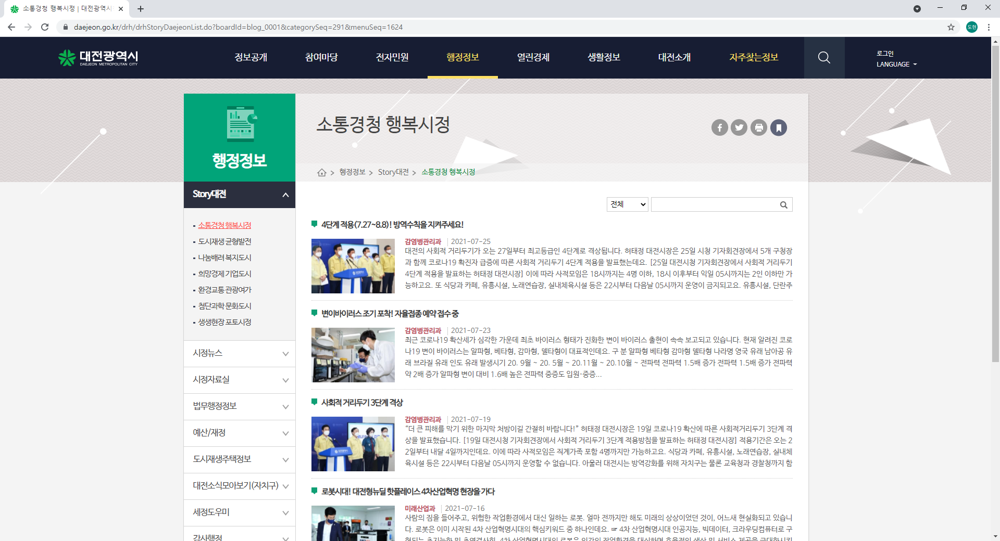 소통경청 행복시정 | 대전광역시
daejeon.go.kr/drh/drhStoryDaejeonList.do?boardId=blog_0001&categorySeq=291&menuSeq=1624
도현
대전광역시
DAEJEON METROPOLITAN CITY
정보공개
참여마당
전자민원
행정정보
열린경제
생활정보
대전소개
자주찾는정보
로그인
LANGUAGE
행정정보
소통경청 행복시정
행정정보 > Story대전 > 소통경청 행복시정
Story대전
소통경청 행복시정
도시재생 균형발전
나눔배려 복지도시
희망경제 기업도시
환경교통 관광여가
첨단과학 문화도시
생생현장 포토시정
시정뉴스
시정자료실
법무행정정보
예산/재정
도시재생주택정보
대전소식모아보기(자치구)
세정도우미
감사행정
전체
4단계 적용(7.27~8.8)! 방역수칙을 지켜주세요!
감염병관리과 2021-07-25
대전의 사회적 거리두기가 오는 27일부터 최고등급인 4단계로 격상됩니다. 허태정 대전시장은 25일 시청 기자회견장에서 5개 구청장
과 함께 코로나19 확진자 급증에 따른 사회적 거리두기 4단계 적용을 발표했는데요. [25일 대전시청 기자회견장에서 사회적 거리두기
4단계 적용을 발표하는 허태정 대전시장] 이에 따라 사적모임은 18시까지는 4명 이하, 18시 이후부터 익일 05시까지는 2인 이하만 가
능하고요. 또 식당과 카페, 유흥시설, 노래연습장, 실내체육시설 등은 22시부터 다음날 05시까지 운영이 금지되고요. 유흥시설, 단란주
변이바이러스 조기 포착! 자율접종 예약 접수 중
감염병관리과 2021-07-23
최근 코로나19 확산세가 심각한 가운데 최초 바이러스 형태가 진화한 변이 바이러스 출현이 속속 보고되고 있습니다. 현재 알려진 코로
나19 변이 바이러스는 알파형, 베타형, 감마형, 델타형이 대표적인데요. 구 분 알파형 베타형 감마형 델타형 나라명 영국 유래 남아공 유
래 브라질 유래 인도 유래 발생시기 20. 9월 ~ 20. 5월 ~ 20.11월 ~ 20.10월 ~ 전파력 전파력 1.5배 증가 전파력 1.5배 증가 전파력
약 2배 증가 알파형 변이 대비 1.6배 높은 전파력 중증도 입원·중증...
사회적 거리두기 3단계 격상
감염병관리과 2021-07-19
“더 큰 피해를 막기 위한 마지막 처방이길 간절히 바랍니다!” 허태정 대전시장은 19일 코로나19 확산에 따른 사회적거리두기 3단계 격
상을 발표했습니다. [19일 대전시청 기자회견장에서 사회적 거리두기 3단계 적용방침을 발표하는 허태정 대전시장] 적용기간은 오는 2
2일부터 내달 4일까지인데요. 이에 따라 사적모임은 직계가족 포함 4명까지만 가능하고요. 식당과 카페, 유흥시설, 노래연습장, 실내체
육시설 등은 22시부터 다음날 05시까지 운영할 수 없습니다. 아울러 대전시는 방역강화를 위해 자치구는 물론 교육청과 경찰청까지 함
로봇시대! 대전형뉴딜 핫플레이스 4차산업혁명 현장을 가다
미래산업과 2021-07-16
사람의 짐을 들어주고, 위험한 작업환경에서 대신 일하는 로봇. 얼마 전까지만 해도 미래의 상상이었던 것이, 어느새 현실화되고 있습니
다. 로봇은 이미 시작된 4차 산업혁명시대의 핵심키워드 중 하나인데요. ☞ 4차 산업혁명시대 인공지능, 빅데이터, 크라우딩컴퓨터로 구